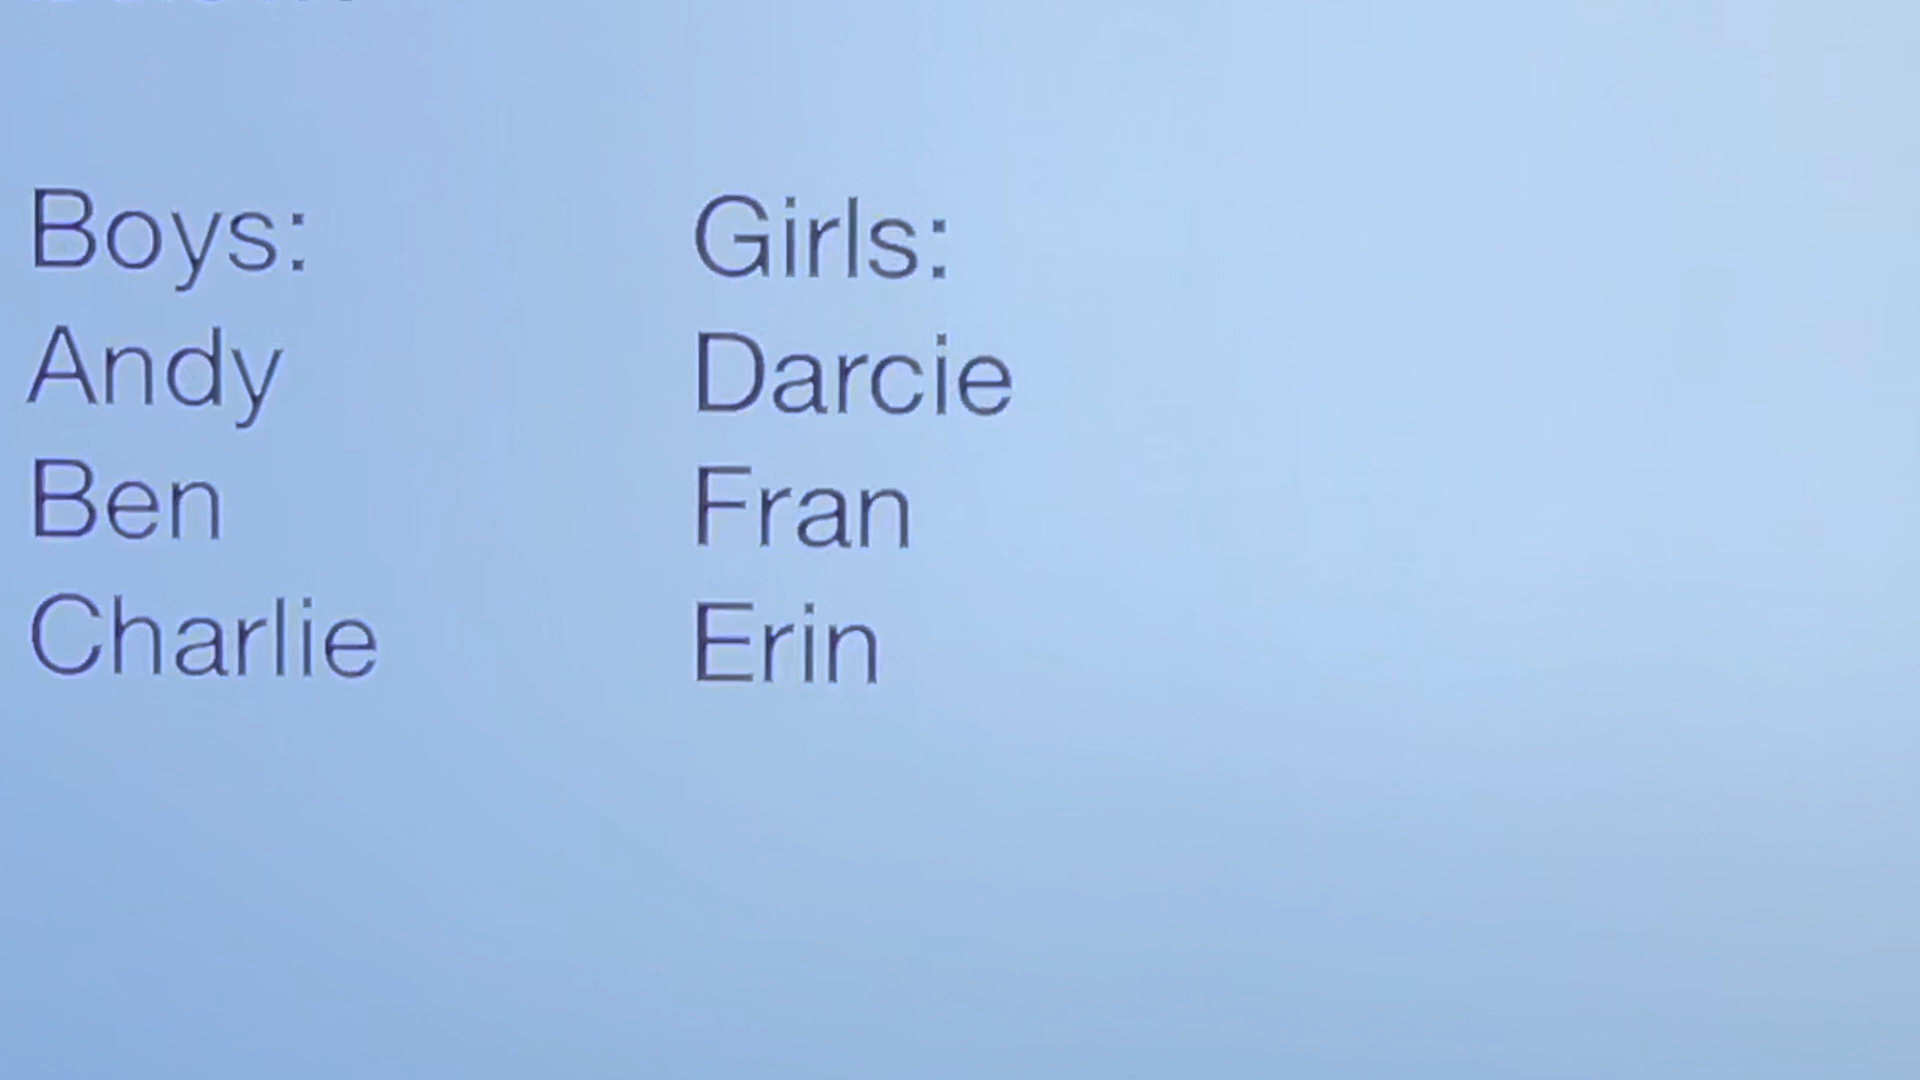 Boys:
Andy
Ben
Charlie
Girls:
Darcie
Fran
Erin